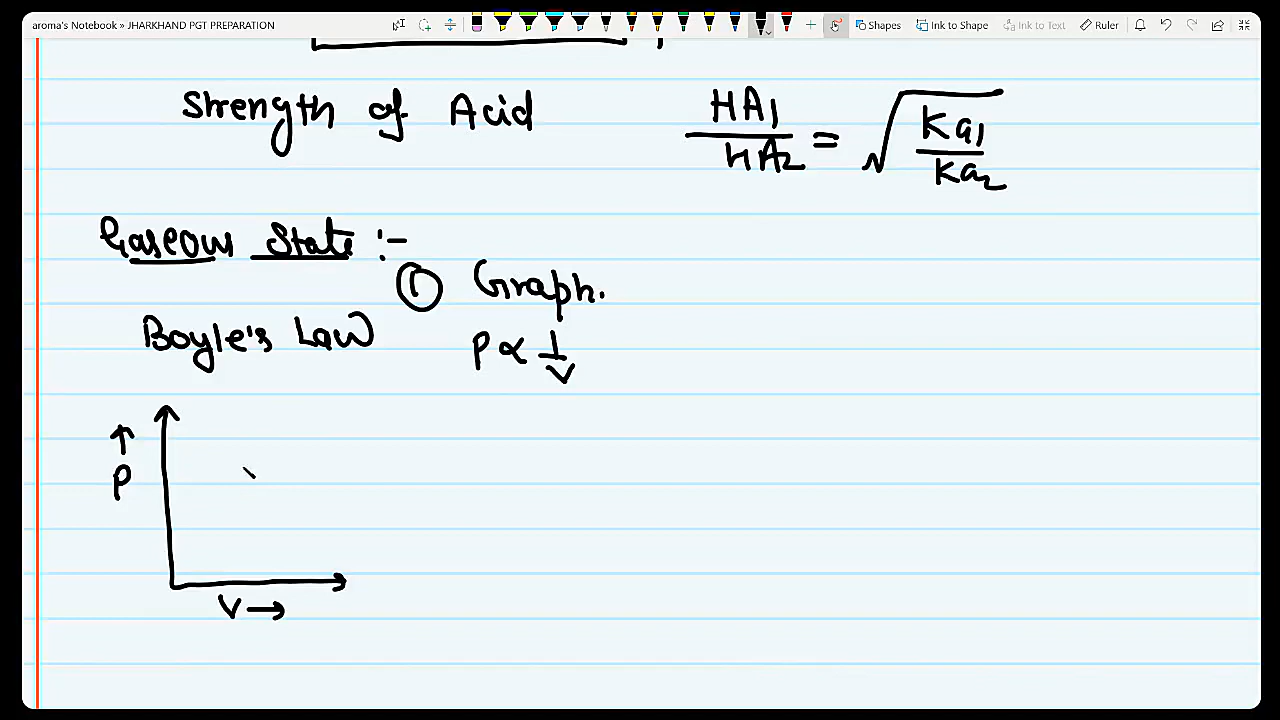 aroma's Notebook » JHARKHAND PGT PREPARATION
Shapes
Ink to Shape
Ink to Text
Ruler
Strength of Acid HA1/HA2 = √Ka1/Ka2
Gaseous State :-
① Graph.
Boyle's Law P ∝ 1/V
↑
P
V →